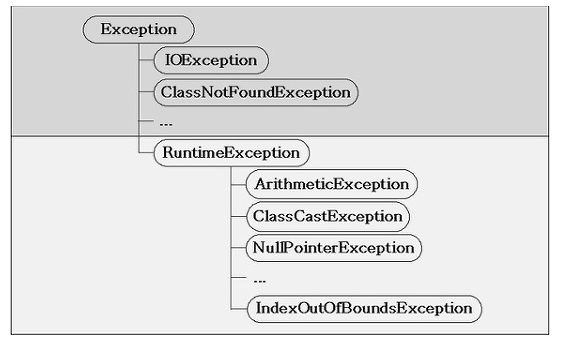 Exception
IOException
ClassNotFoundException
...
RuntimeException
ArithmeticException
ClassCastException
NullPointerException
...
IndexOutOfBoundsException